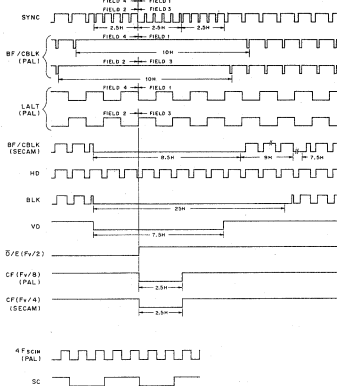 FIELD 4 FIELD 1
SYNC
2.5H 2.5H 2.5H
FIELD 2 FIELD 3
FIELD 4 FIELD 1
10H
BF/CBLK
(PAL)
FIELD 2 FIELD 3
10H
FIELD 4 FIELD 1
LALT
(PAL)
FIELD 2 FIELD 3
BF/CBLK
(SECAM)
8.5H 9H 7.5H
HD
BLK
25H
VD
7.5H
O̅/E(Fv/2)
CF(Fv/8)
(PAL)
2.5H
CF(Fv/4)
(SECAM)
2.5H
4FSCIN
(PAL)
SC